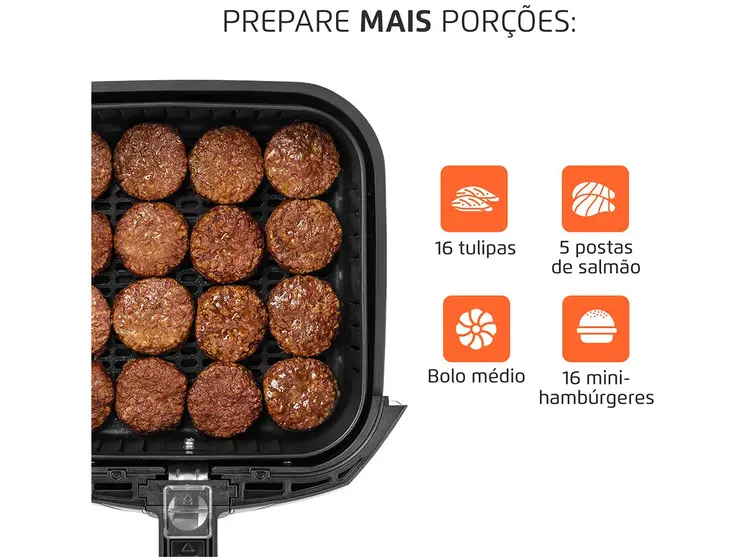 PREPARE MAIS PORÇÕES:
16 tulipas
5 postas
de salmão
Bolo médio
16 mini-
hambúrgeres